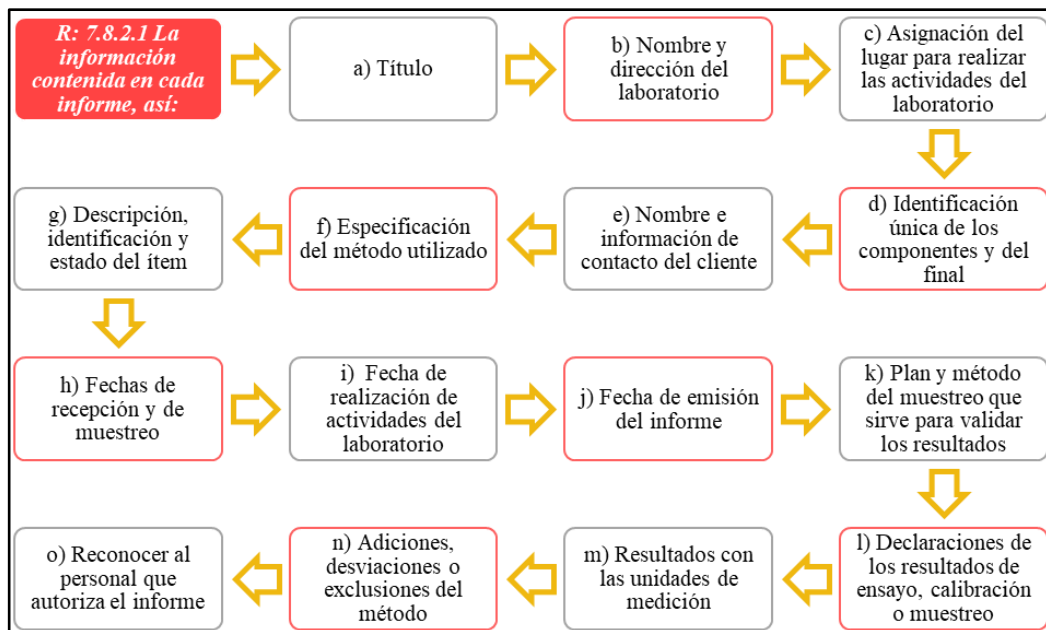 R: 7.8.2.1 La
información
contenida en cada
informe, así:
a) Título
b) Nombre y
dirección del
laboratorio
c) Asignación del
lugar para realizar
las actividades del
laboratorio
d) Identificación
única de los
componentes y del
final
e) Nombre e
información de
contacto del cliente
f) Especificación
del método utilizado
g) Descripción,
identificación y
estado del ítem
h) Fechas de
recepción y de
muestreo
i) Fecha de
realización de
actividades del
laboratorio
j) Fecha de emisión
del informe
k) Plan y método
del muestreo que
sirve para validar
los resultados
l) Declaraciones de
los resultados de
ensayo, calibración
o muestreo
m) Resultados con
las unidades de
medición
n) Adiciones,
desviaciones o
exclusiones del
método
o) Reconocer al
personal que
autoriza el informe